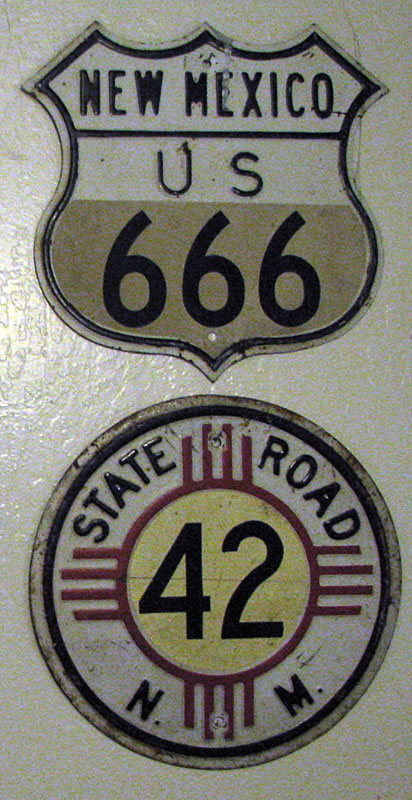 NEW MEXICO
U S
666
STATE ROAD
42
N. M.